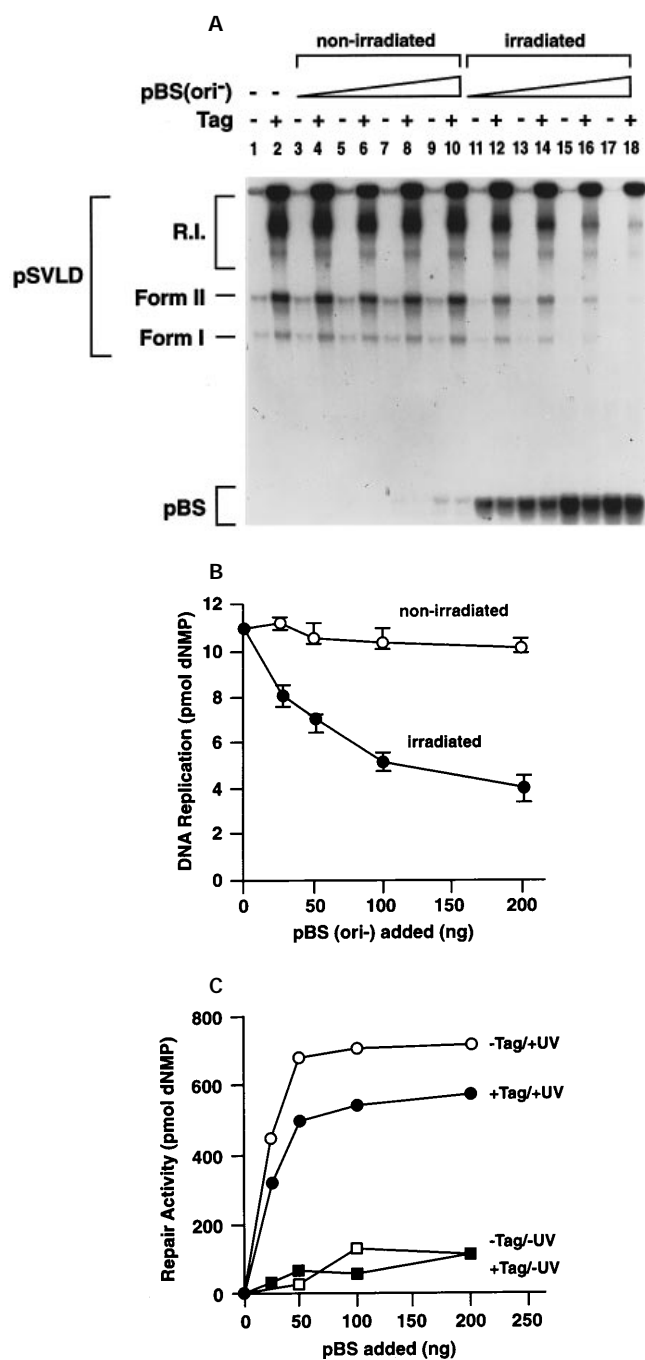 A
non-irradiated irradiated
pBS(ori-) - -
Tag - + - + - + - + - + - + - + - + - +
1 2 3 4 5 6 7 8 9 10 11 12 13 14 15 16 17 18
R.I.
pSVLD
Form II
Form I
pBS
B
12
non-irradiated
10
8
irradiated
6
4
2
0
DNA Replication (pmol dNMP)
0 50 100 150 200
pBS (ori-) added (ng)
C
800
-Tag/+UV
600
+Tag/+UV
400
200
-Tag/-UV
+Tag/-UV
0
Repair Activity (pmol dNMP)
0 50 100 150 200 250
pBS added (ng)